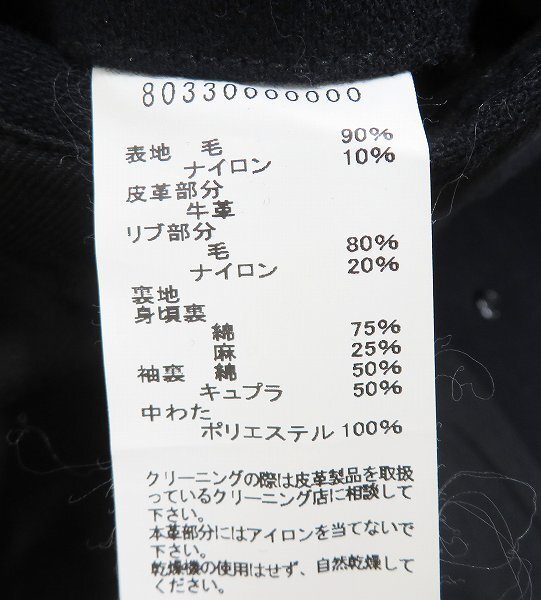 80330000000
表地 毛 90%
ナイロン 10%
皮革部分
牛革
リブ部分
毛 80%
ナイロン 20%
裏地
身頃裏
綿 75%
麻 25%
袖裏 綿 50%
キュプラ 50%
中わた
ポリエステル 100%
クリーニングの際は皮革製品を取扱
っているクリーニング店に相談して
下さい。
本革部分にはアイロンを当てないで
下さい。
乾燥機の使用はせず、自然乾燥して
ください。